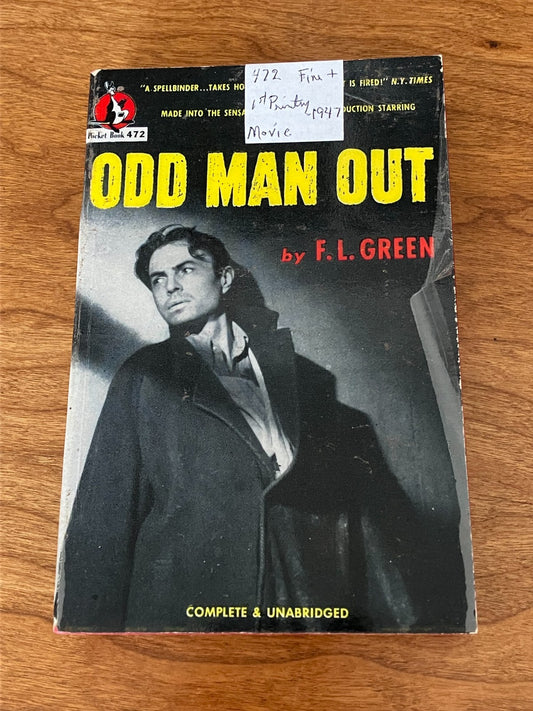 "A SPELLBINDER...TAKES HO
IS FIRED!" N.Y. TIMES
MADE INTO THE SENSA
DUCTION STARRING
472 Fine +
1st Printing 1947
Movie
Pocket Book 472
ODD MAN OUT
by F.L. GREEN
COMPLETE & UNABRIDGED